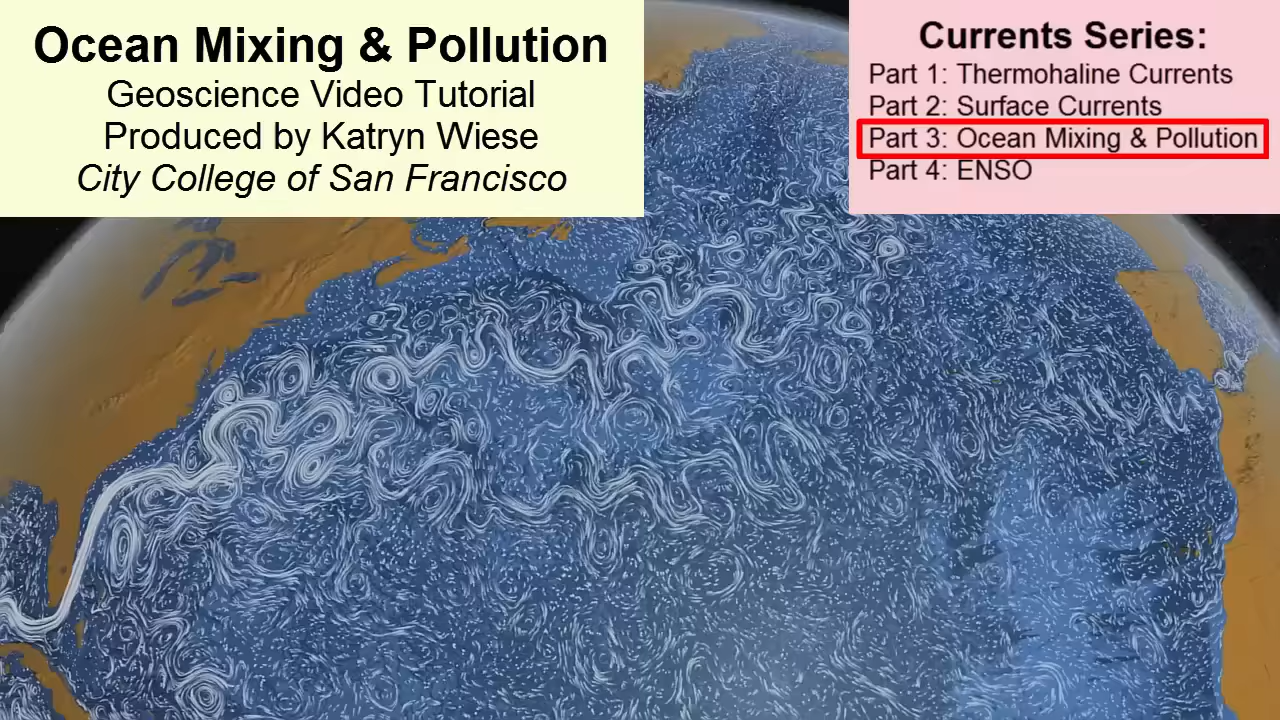 Ocean Mixing & Pollution
Geoscience Video Tutorial
Produced by Katryn Wiese
City College of San Francisco
Currents Series:
Part 1: Thermohaline Currents
Part 2: Surface Currents
Part 3: Ocean Mixing & Pollution
Part 4: ENSO